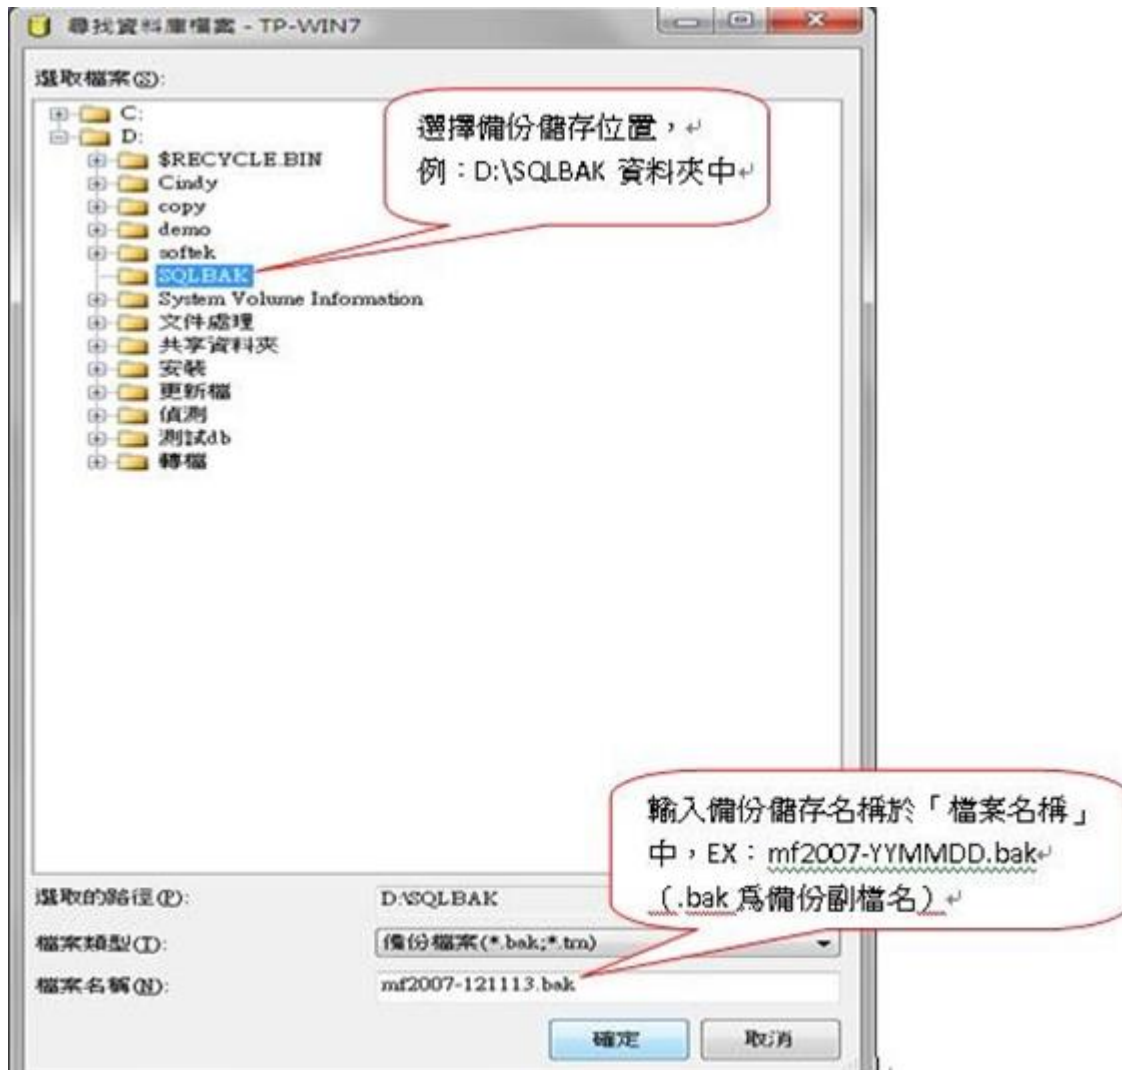 尋找資料庫檔案 - TP-WIN7
選取檔案(S):
C:
D:
$RECYCLE.BIN
Cindy
copy
demo
softek
SQLBAK
System Volume Information
文件處理
共享資料夾
安裝
更新檔
偵測
測試db
轉檔
選擇備份儲存位置，
例：D:\SQLBAK 資料夾中
輸入備份儲存名稱於「檔案名稱」
中，EX：mf2007-YYMMDD.bak
（.bak 為備份副檔名）
選取的路徑(P):
D:\SQLBAK
檔案類型(T):
備份檔案(*.bak;*.trn)
檔案名稱(N):
mf2007-121113.bak
確定
取消